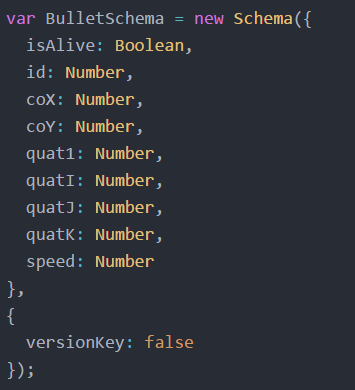 var BulletSchema = new Schema({
  isAlive: Boolean,
  id: Number,
  coX: Number,
  coY: Number,
  quat1: Number,
  quatI: Number,
  quatJ: Number,
  quatK: Number,
  speed: Number
},
{
  versionKey: false
});